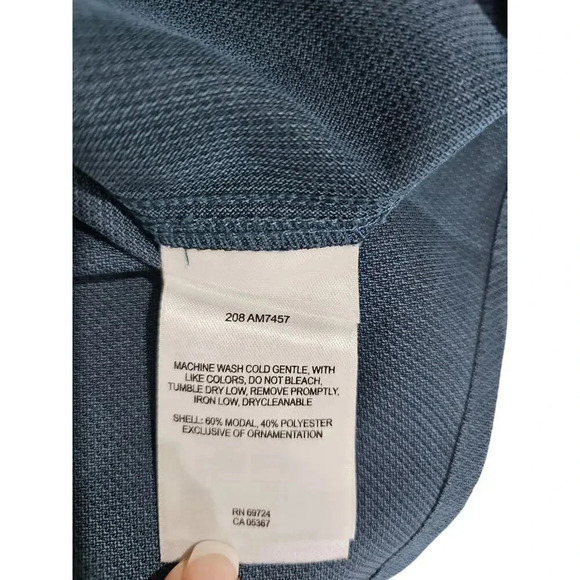 208 AM7457
MACHINE WASH COLD GENTLE, WITH
LIKE COLORS, DO NOT BLEACH,
TUMBLE DRY LOW, REMOVE PROMPTLY,
IRON LOW, DRYCLEANABLE
SHELL: 60% MODAL, 40% POLYESTER
EXCLUSIVE OF ORNAMENTATION
RN 69724
CA 05367